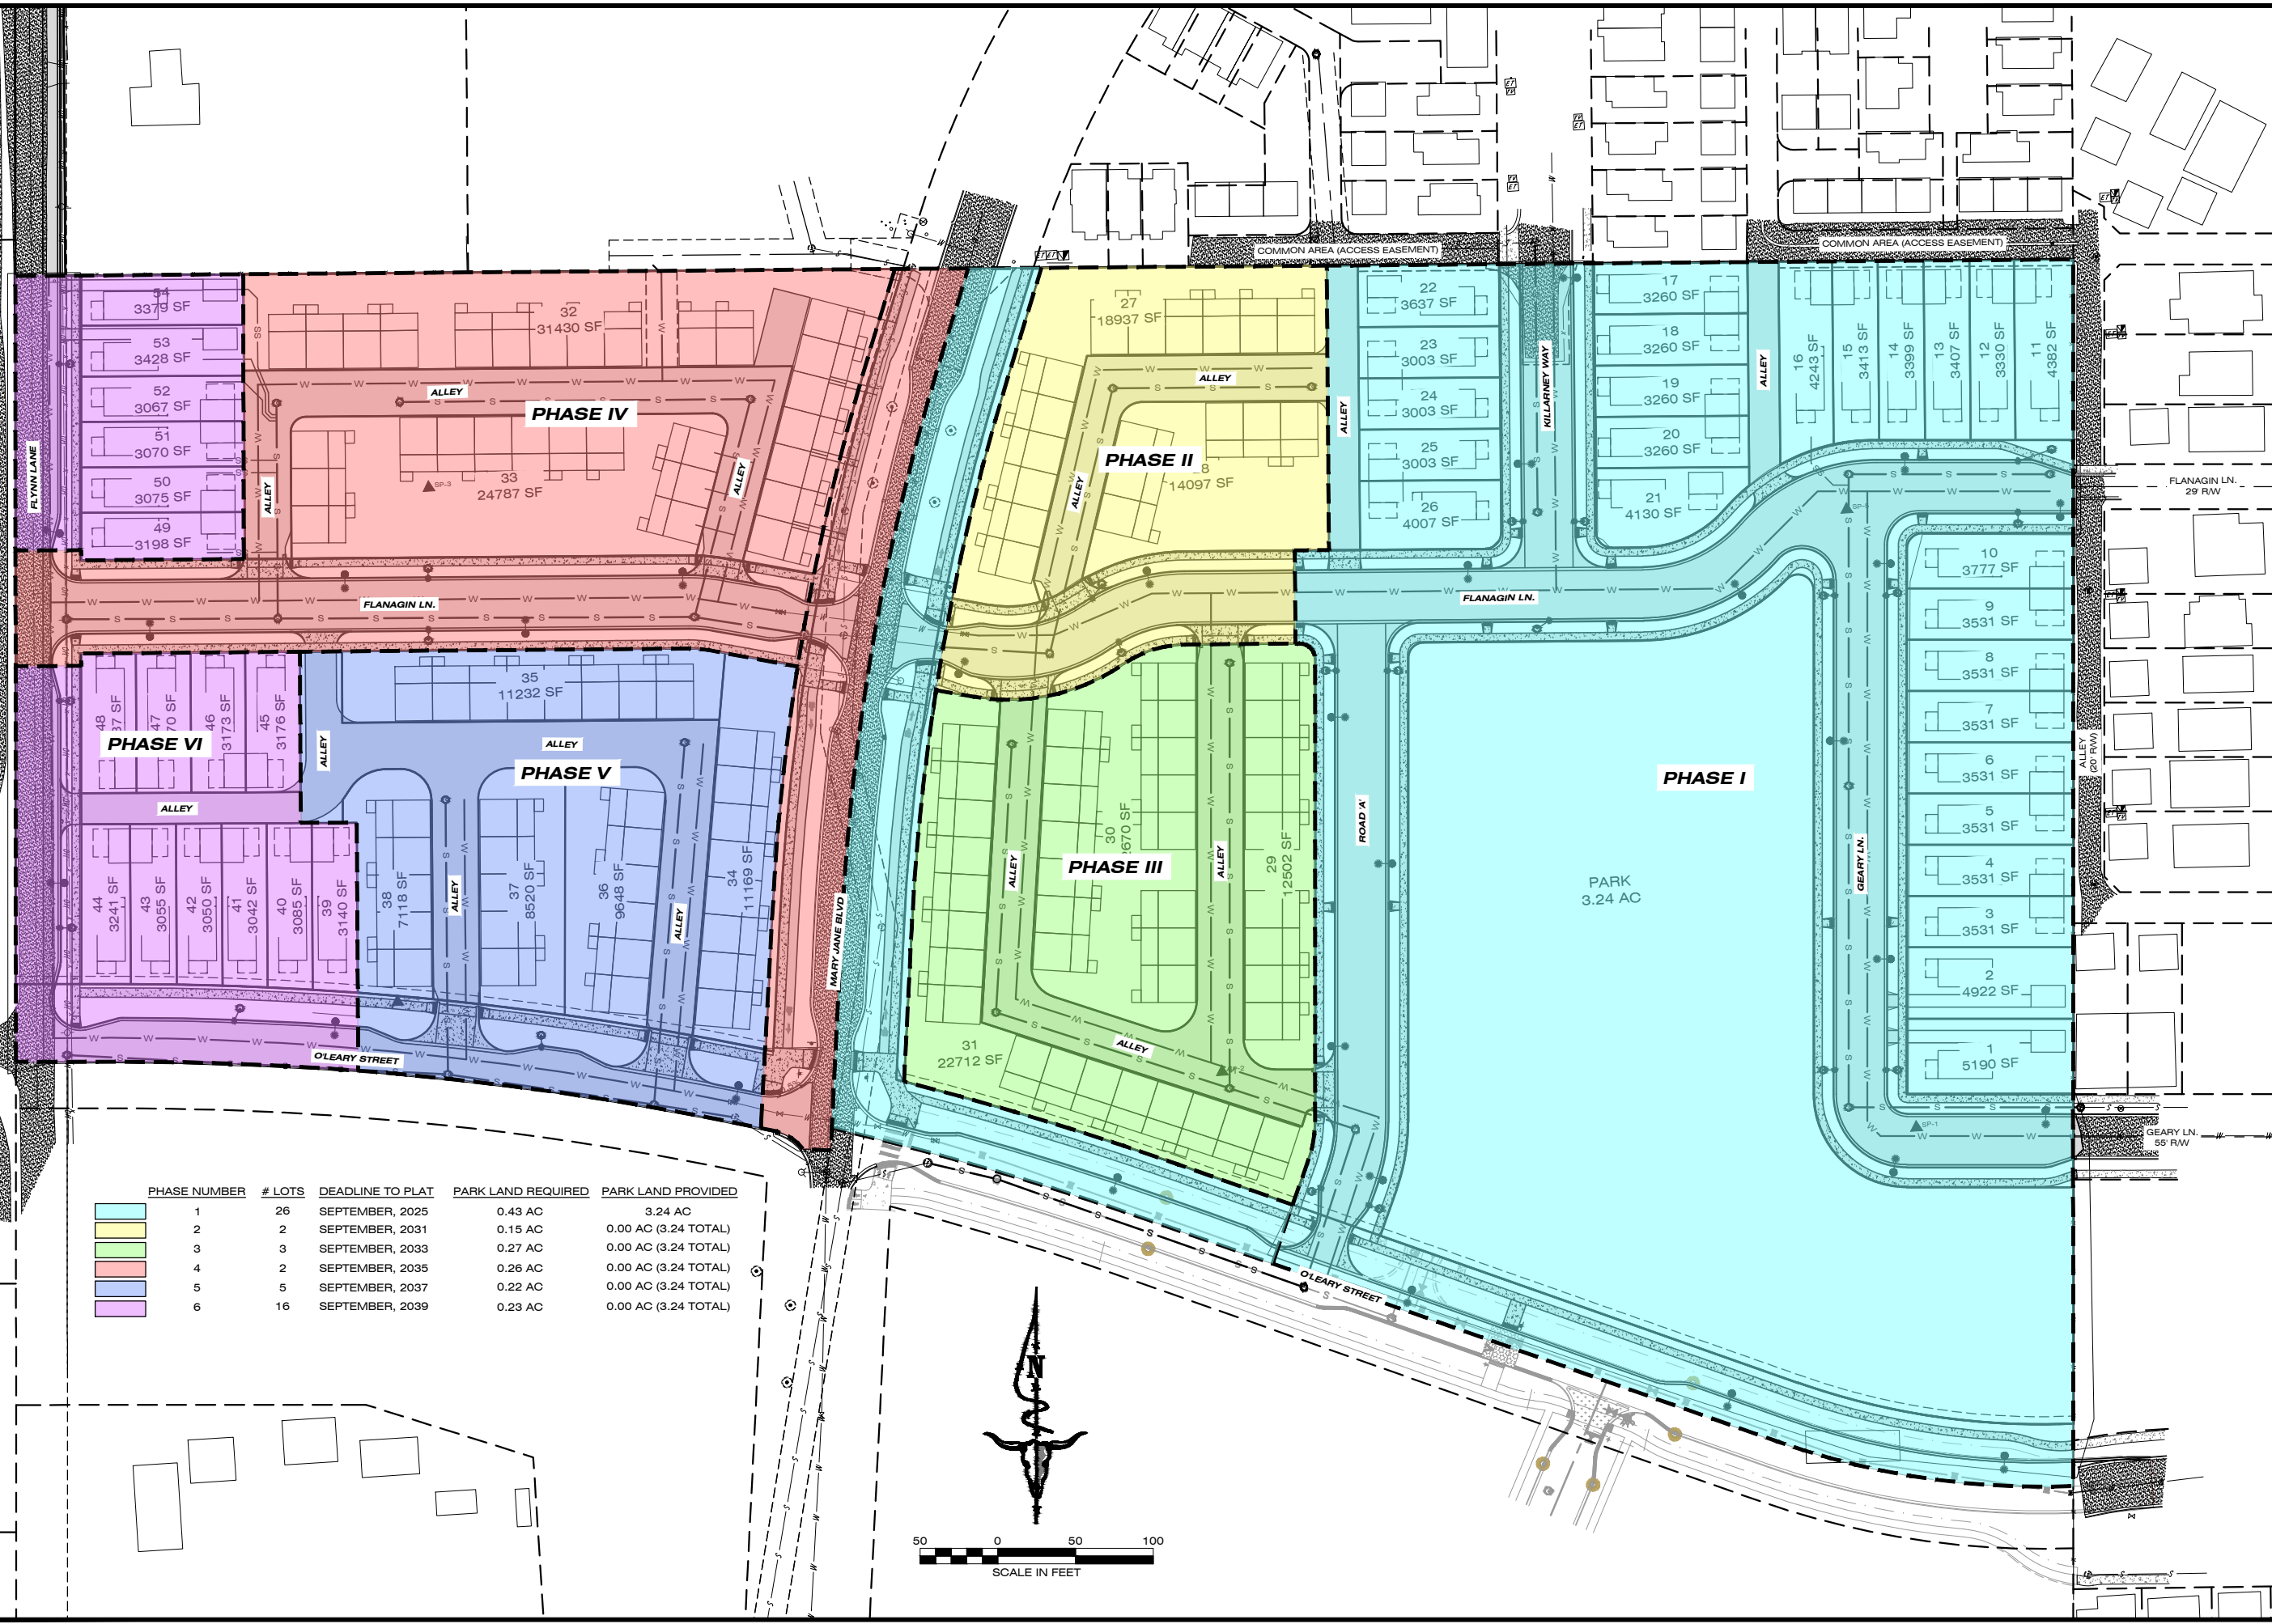 COMMON AREA (ACCESS EASEMENT)
COMMON AREA (ACCESS EASEMENT)
54
3379 SF
53
3428 SF
52
3067 SF
51
3070 SF
50
3075 SF
49
3198 SF
FLYNN LANE
32
31430 SF
ALLEY
PHASE IV
33
24787 SF
SP-3
ALLEY
ALLEY
FLANAGIN LN.
27
18937 SF
ALLEY
PHASE II
14097 SF
ALLEY
ALLEY
22
3637 SF
23
3003 SF
24
3003 SF
25
3003 SF
26
4007 SF
KILLARNEY WAY
17
3260 SF
18
3260 SF
19
3260 SF
20
3260 SF
21
4130 SF
ALLEY
16
4243 SF
15
3413 SF
14
3399 SF
13
3407 SF
12
3330 SF
11
4382 SF
FLANAGIN LN.
29' R/W
FLANAGIN LN.
10
3777 SF
9
3531 SF
8
3531 SF
7
3531 SF
6
3531 SF
5
3531 SF
4
3531 SF
3
3531 SF
2
4922 SF
1
5190 SF
ALLEY
(20' R/W)
GEARY LN.
GEARY LN.
55' R/W
SP-1
PHASE I
PARK
3.24 AC
ROAD 'A'
48
47
46
3173 SF
45
3176 SF
PHASE VI
ALLEY
ALLEY
44
3241 SF
43
3055 SF
42
3050 SF
41
3042 SF
40
3085 SF
39
3140 SF
35
11232 SF
ALLEY
PHASE V
38
7118 SF
ALLEY
37
8520 SF
36
9648 SF
ALLEY
34
11169 SF
MARY JANE BLVD
O'LEARY STREET
ALLEY
30
PHASE III
ALLEY
29
12502 SF
31
22712 SF
ALLEY
O'LEARY STREET
PHASE NUMBER # LOTS DEADLINE TO PLAT PARK LAND REQUIRED PARK LAND PROVIDED
1 26 SEPTEMBER, 2025 0.43 AC 3.24 AC
2 2 SEPTEMBER, 2031 0.15 AC 0.00 AC (3.24 TOTAL)
3 3 SEPTEMBER, 2033 0.27 AC 0.00 AC (3.24 TOTAL)
4 2 SEPTEMBER, 2035 0.26 AC 0.00 AC (3.24 TOTAL)
5 5 SEPTEMBER, 2037 0.22 AC 0.00 AC (3.24 TOTAL)
6 16 SEPTEMBER, 2039 0.23 AC 0.00 AC (3.24 TOTAL)
N
50 0 50 100
SCALE IN FEET